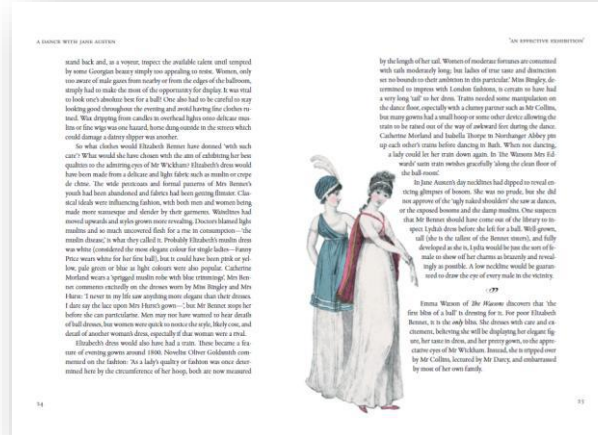 A DANCE WITH JANE AUSTEN
stand back and, as a voyeur, inspect the available talent until tempted
by some Georgian beauty simply too appealing to resist. Women, only
too aware of male gazes from nearby or from the edges of the ballroom,
simply had to make the most of the opportunity for display. It was vital
to look one's absolute best for a ball! One also had to be careful to stay
looking good throughout the evening and avoid having fine clothes ru-
ined. Wax dripping from candles in overhead lights onto delicate mus-
lin or fine wigs was one hazard, horse dung outside in the streets which
could damage a dainty slipper was another.
So what clothes would Elizabeth Bennet have donned 'with such
care'? What would she have chosen with the aim of exhibiting her best
qualities to the admiring eyes of Mr Wickham? Elizabeth's dress would
have been made from a delicate and light fabric such as muslin or crepe
de chine. The wide petticoats and formal patterns of Mrs Bennet's
youth had been abandoned and fabrics had been getting flimsier. Clas-
sical ideals were influencing fashion, with both men and women being
made more statuesque and slender by their garments. Waistlines had
moved upwards and styles grown more revealing. Doctors blamed light
muslins and so much uncovered flesh for a rise in consumption – 'the
muslin disease', is what they called it. Probably Elizabeth's muslin dress
was white (considered the most elegant colour for single ladies – Fanny
Price wears white for her first ball), but it could have been pink or yel-
low, pale green or blue as light colours were also popular. Catherine
Morland wears a 'sprigged muslin robe with blue trimmings'. Mrs Ben-
net commented excitedly on the dresses worn by Miss Bingley and Mrs
Hurst: 'I never in my life saw anything more elegant than their dresses.
I dare say the lace upon Mrs Hurst's gown –', but Mr Bennet stops her
before she can particularise. Men may not have wanted to hear details
of ball dresses, but women were quick to notice the style, likely cost, and
detail of another woman's dress, especially if that woman were a rival.
Elizabeth's dress would also have had a train. These became a fea-
ture of evening gowns around 1800. Novelist Oliver Goldsmith com-
mented on the fashion: 'As a lady's quality or fashion was once deter-
mined here by the circumference of her hoop, both are now measured
24
'AN EFFECTIVE EXHIBITION'
by the length of her tail. Women of moderate fortunes are contented
with tails moderately long; but ladies of true taste and distinction
set no bounds to their ambition in this particular.' Miss Bingley, de-
termined to impress with London fashions, is certain to have had
a very long 'tail' to her dress. Trains needed some manipulation on
the dance floor, especially with a clumsy partner such as Mr Collins,
but many gowns had a small hoop or some other device allowing the
train to be raised out of the way of awkward feet during the dance.
Catherine Morland and Isabella Thorpe in Northanger Abbey pin
up each other's trains before dancing in Bath. When not dancing,
a lady could let her train down again. In The Watsons Mrs Ed-
wards' satin train swishes gracefully 'along the clean floor of
the ball-room'.
In Jane Austen's day necklines had dipped to reveal en-
ticing glimpses of bosom. She was no prude, but she did
not approve of the 'ugly naked shoulders' she saw at dances,
or the exposed bosoms and the damp muslins. One suspects
that Mr Bennet should have come out of the library to in-
spect Lydia's dress before she left for a ball. Well-grown,
tall (she is the tallest of the Bennet sisters), and fully
developed as she is, Lydia would be just the sort of fe-
male to show off her charms as brazenly and reveal-
ingly as possible. A low neckline would be guaran-
teed to draw the eye of every male in the vicinity.
Emma Watson of The Watsons discovers that 'the
first bliss of a ball' is dressing for it. For poor Elizabeth
Bennet, it is the only bliss. She dresses with care and ex-
citement, believing she will be displaying her elegant fig-
ure, her taste in dress, and her pretty gown, to the appre-
ciative eyes of Mr Wickham. Instead, she is tripped over
by Mr Collins, lectured by Mr Darcy, and embarrassed
by most of her own family.
25